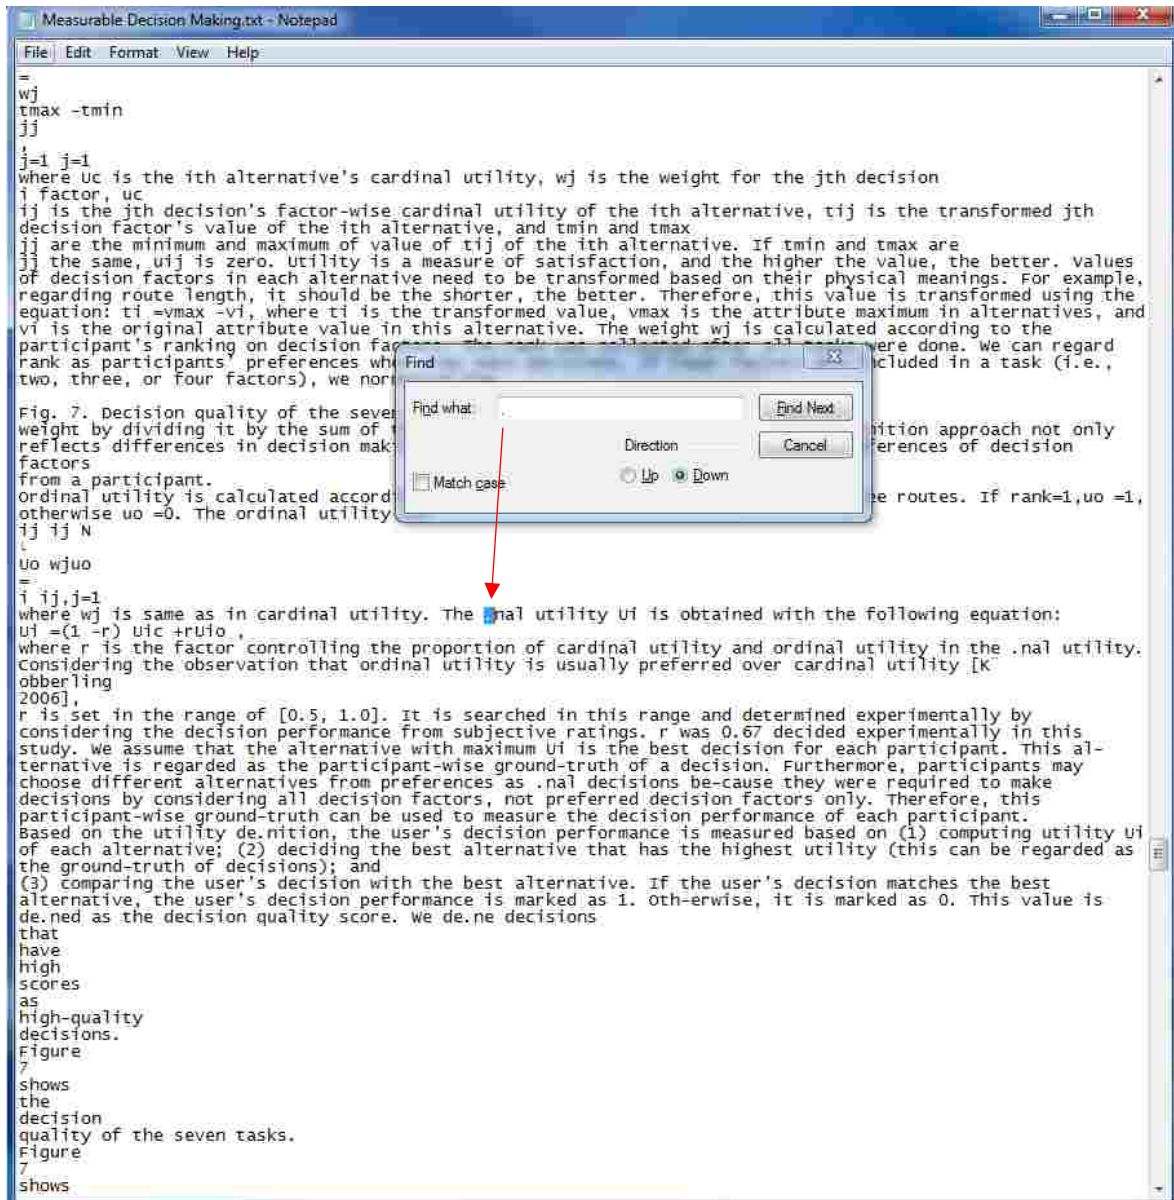 Measurable Decision Making.txt - Notepad
File Edit Format View Help
=
wj
tmax -tmin
jj
,
j=1 j=1
where Uc is the ith alternative's cardinal utility, wj is the weight for the jth decision
i factor, uc
ij is the jth decision's factor-wise cardinal utility of the ith alternative, tij is the transformed jth
decision factor's value of the ith alternative, and tmin and tmax
jj are the minimum and maximum of value of tij of the ith alternative. If tmin and tmax are
jj the same, uij is zero. Utility is a measure of satisfaction, and the higher the value, the better. Values
of decision factors in each alternative need to be transformed based on their physical meanings. For example,
regarding route length, it should be the shorter, the better. Therefore, this value is transformed using the
equation: ti =vmax -vi, where ti is the transformed value, vmax is the attribute maximum in alternatives, and
vi is the original attribute value in this alternative. The weight wj is calculated according to the
participant's ranking on decision were done. We can regard
rank as participants' preferences included in a task (i.e.,
two, three, or four factors), we
Fig. 7. Decision quality of the
weight by dividing it by the sum of approach not only
reflects differences in decision of decision
factors
from a participant.
Ordinal utility is calculated routes. If rank=1,uo =1,
otherwise uo =0. The ordinal utility
ij ij N
Uo wjuo
=
i ij,j=1
where wj is same as in cardinal utility. The .nal utility Ui is obtained with the following equation:
Ui =(1 -r) Uic +rUio ,
where r is the factor controlling the proportion of cardinal utility and ordinal utility in the .nal utility.
Considering the observation that ordinal utility is usually preferred over cardinal utility [K
obberling
2006],
r is set in the range of [0.5, 1.0]. It is searched in this range and determined experimentally by
considering the decision performance from subjective ratings. r was 0.67 decided experimentally in this
study. We assume that the alternative with maximum Ui is the best decision for each participant. This al-
ternative is regarded as the participant-wise ground-truth of a decision. Furthermore, participants may
choose different alternatives from preferences as .nal decisions be-cause they were required to make
decisions by considering all decision factors, not preferred decision factors only. Therefore, this
participant-wise ground-truth can be used to measure the decision performance of each participant.
Based on the utility de.nition, the user's decision performance is measured based on (1) computing utility Ui
of each alternative; (2) deciding the best alternative that has the highest utility (this can be regarded as
the ground-truth of decisions); and
(3) comparing the user's decision with the best alternative. If the user's decision matches the best
alternative, the user's decision performance is marked as 1. Oth-erwise, it is marked as 0. This value is
de.ned as the decision quality score. We de.ne decisions
that
have
high
scores
as
high-quality
decisions.
Figure
7
shows
the
decision
quality of the seven tasks.
Figure
7
shows
Find
Find what: .
Find Next
Direction
Cancel
Match case
Up Down